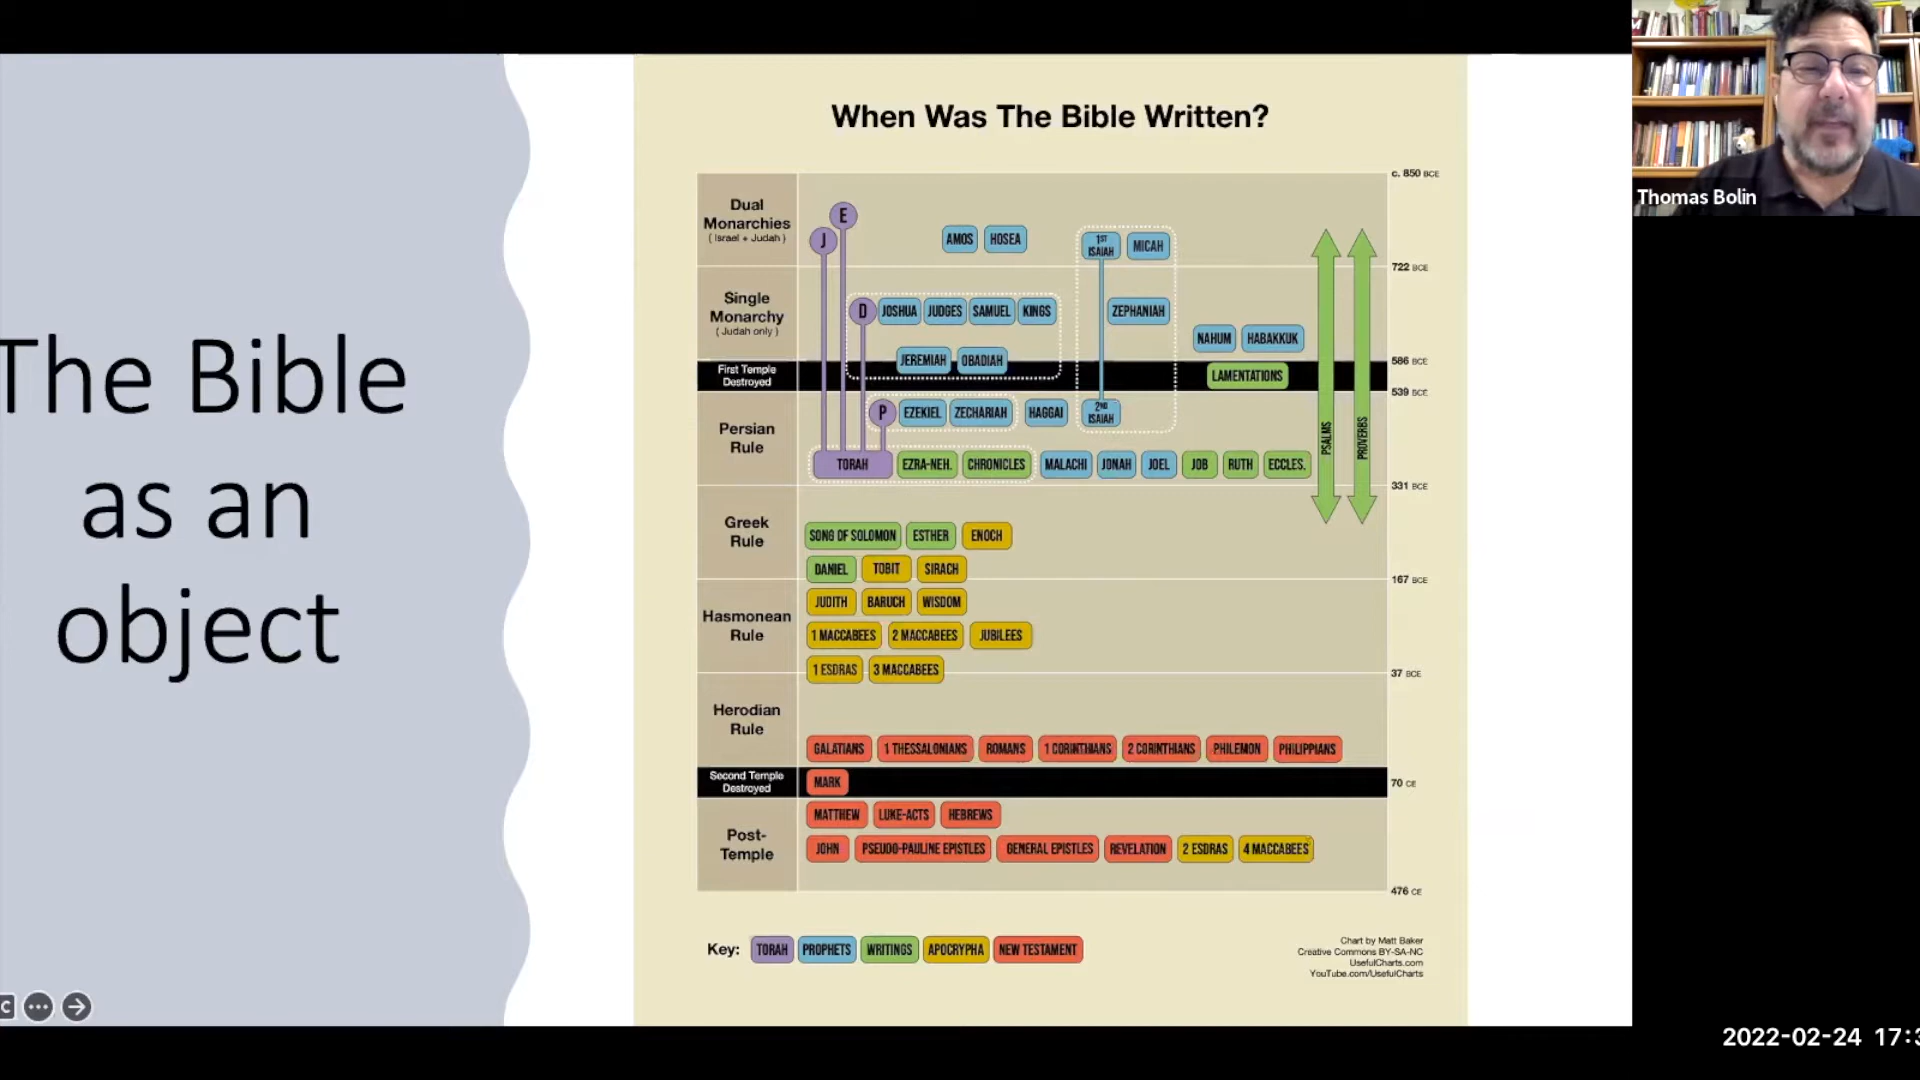 The Bible
as an
object
When Was The Bible Written?
c. 850 BCE
Dual
Monarchies
( Israel + Judah )
E
J
AMOS HOSEA
1ST
ISAIAH
MICAH
722 BCE
Single
Monarchy
( Judah only )
D JOSHUA JUDGES SAMUEL KINGS
ZEPHANIAH
NAHUM HABAKKUK
JEREMIAH OBADIAH
586 BCE
First Temple
Destroyed
LAMENTATIONS
539 BCE
Persian
Rule
P EZEKIEL ZECHARIAH HAGGAI
2ND
ISAIAH
PSALMS
PROVERBS
TORAH EZRA-NEH. CHRONICLES MALACHI JONAH JOEL JOB RUTH ECCLES.
331 BCE
Greek
Rule
SONG OF SOLOMON ESTHER ENOCH
DANIEL TOBIT SIRACH
167 BCE
Hasmonean
Rule
JUDITH BARUCH WISDOM
1 MACCABEES 2 MACCABEES JUBILEES
1 ESDRAS 3 MACCABEES
37 BCE
Herodian
Rule
GALATIANS 1 THESSALONIANS ROMANS 1 CORINTHIANS 2 CORINTHIANS PHILEMON PHILIPPIANS
Second Temple
Destroyed
MARK
70 CE
Post-
Temple
MATTHEW LUKE-ACTS HEBREWS
JOHN PSEUDO-PAULINE EPISTLES GENERAL EPISTLES REVELATION 2 ESDRAS 4 MACCABEES
476 CE
Key: TORAH PROPHETS WRITINGS APOCRYPHA NEW TESTAMENT
Chart by Matt Baker
Creative Commons BY-SA-NC
UsefulCharts.com
YouTube.com/UsefulCharts
Thomas Bolin
2022-02-24 17:3